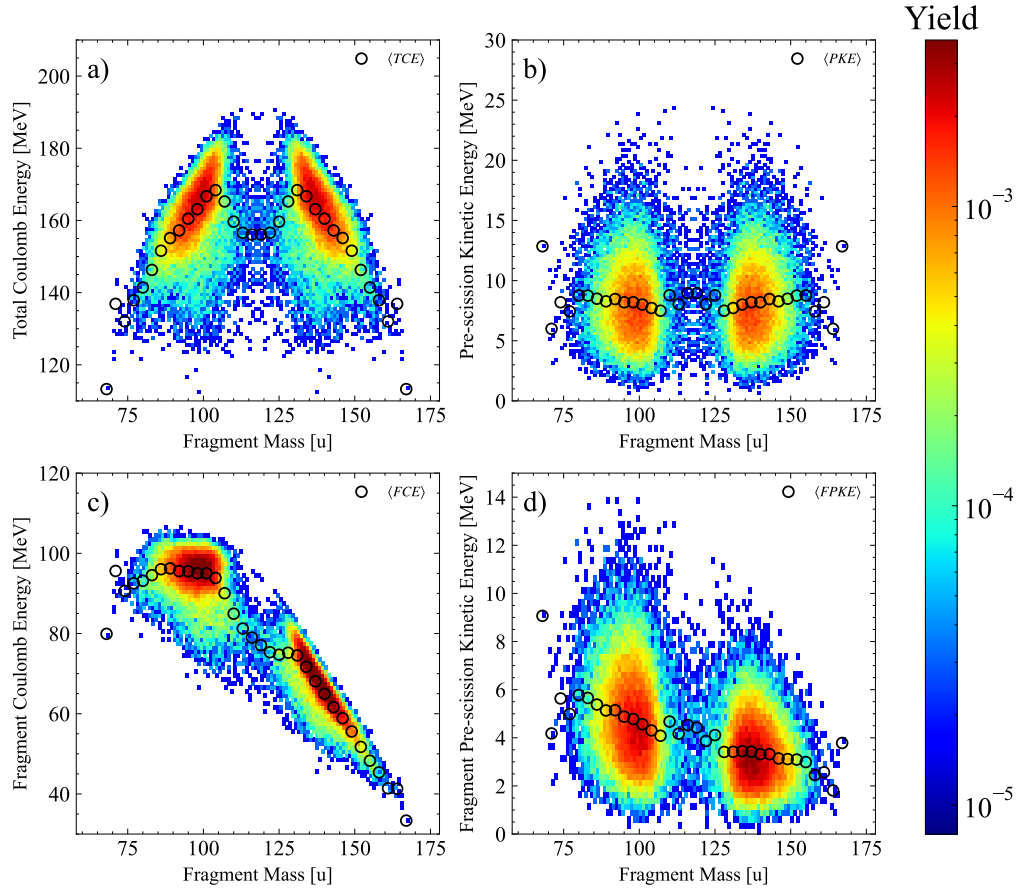 Yield
a)
⟨TCE⟩
200
180
160
140
120
Total Coulomb Energy [MeV]
75 100 125 150 175
Fragment Mass [u]
b)
⟨PKE⟩
30
25
20
15
10
5
0
Pre-scission Kinetic Energy [MeV]
75 100 125 150 175
Fragment Mass [u]
c)
⟨FCE⟩
120
100
80
60
40
Fragment Coulomb Energy [MeV]
75 100 125 150 175
Fragment Mass [u]
d)
⟨FPKE⟩
14
12
10
8
6
4
2
0
Fragment Pre-scission Kinetic Energy [MeV]
75 100 125 150 175
Fragment Mass [u]
10⁻³
10⁻⁴
10⁻⁵